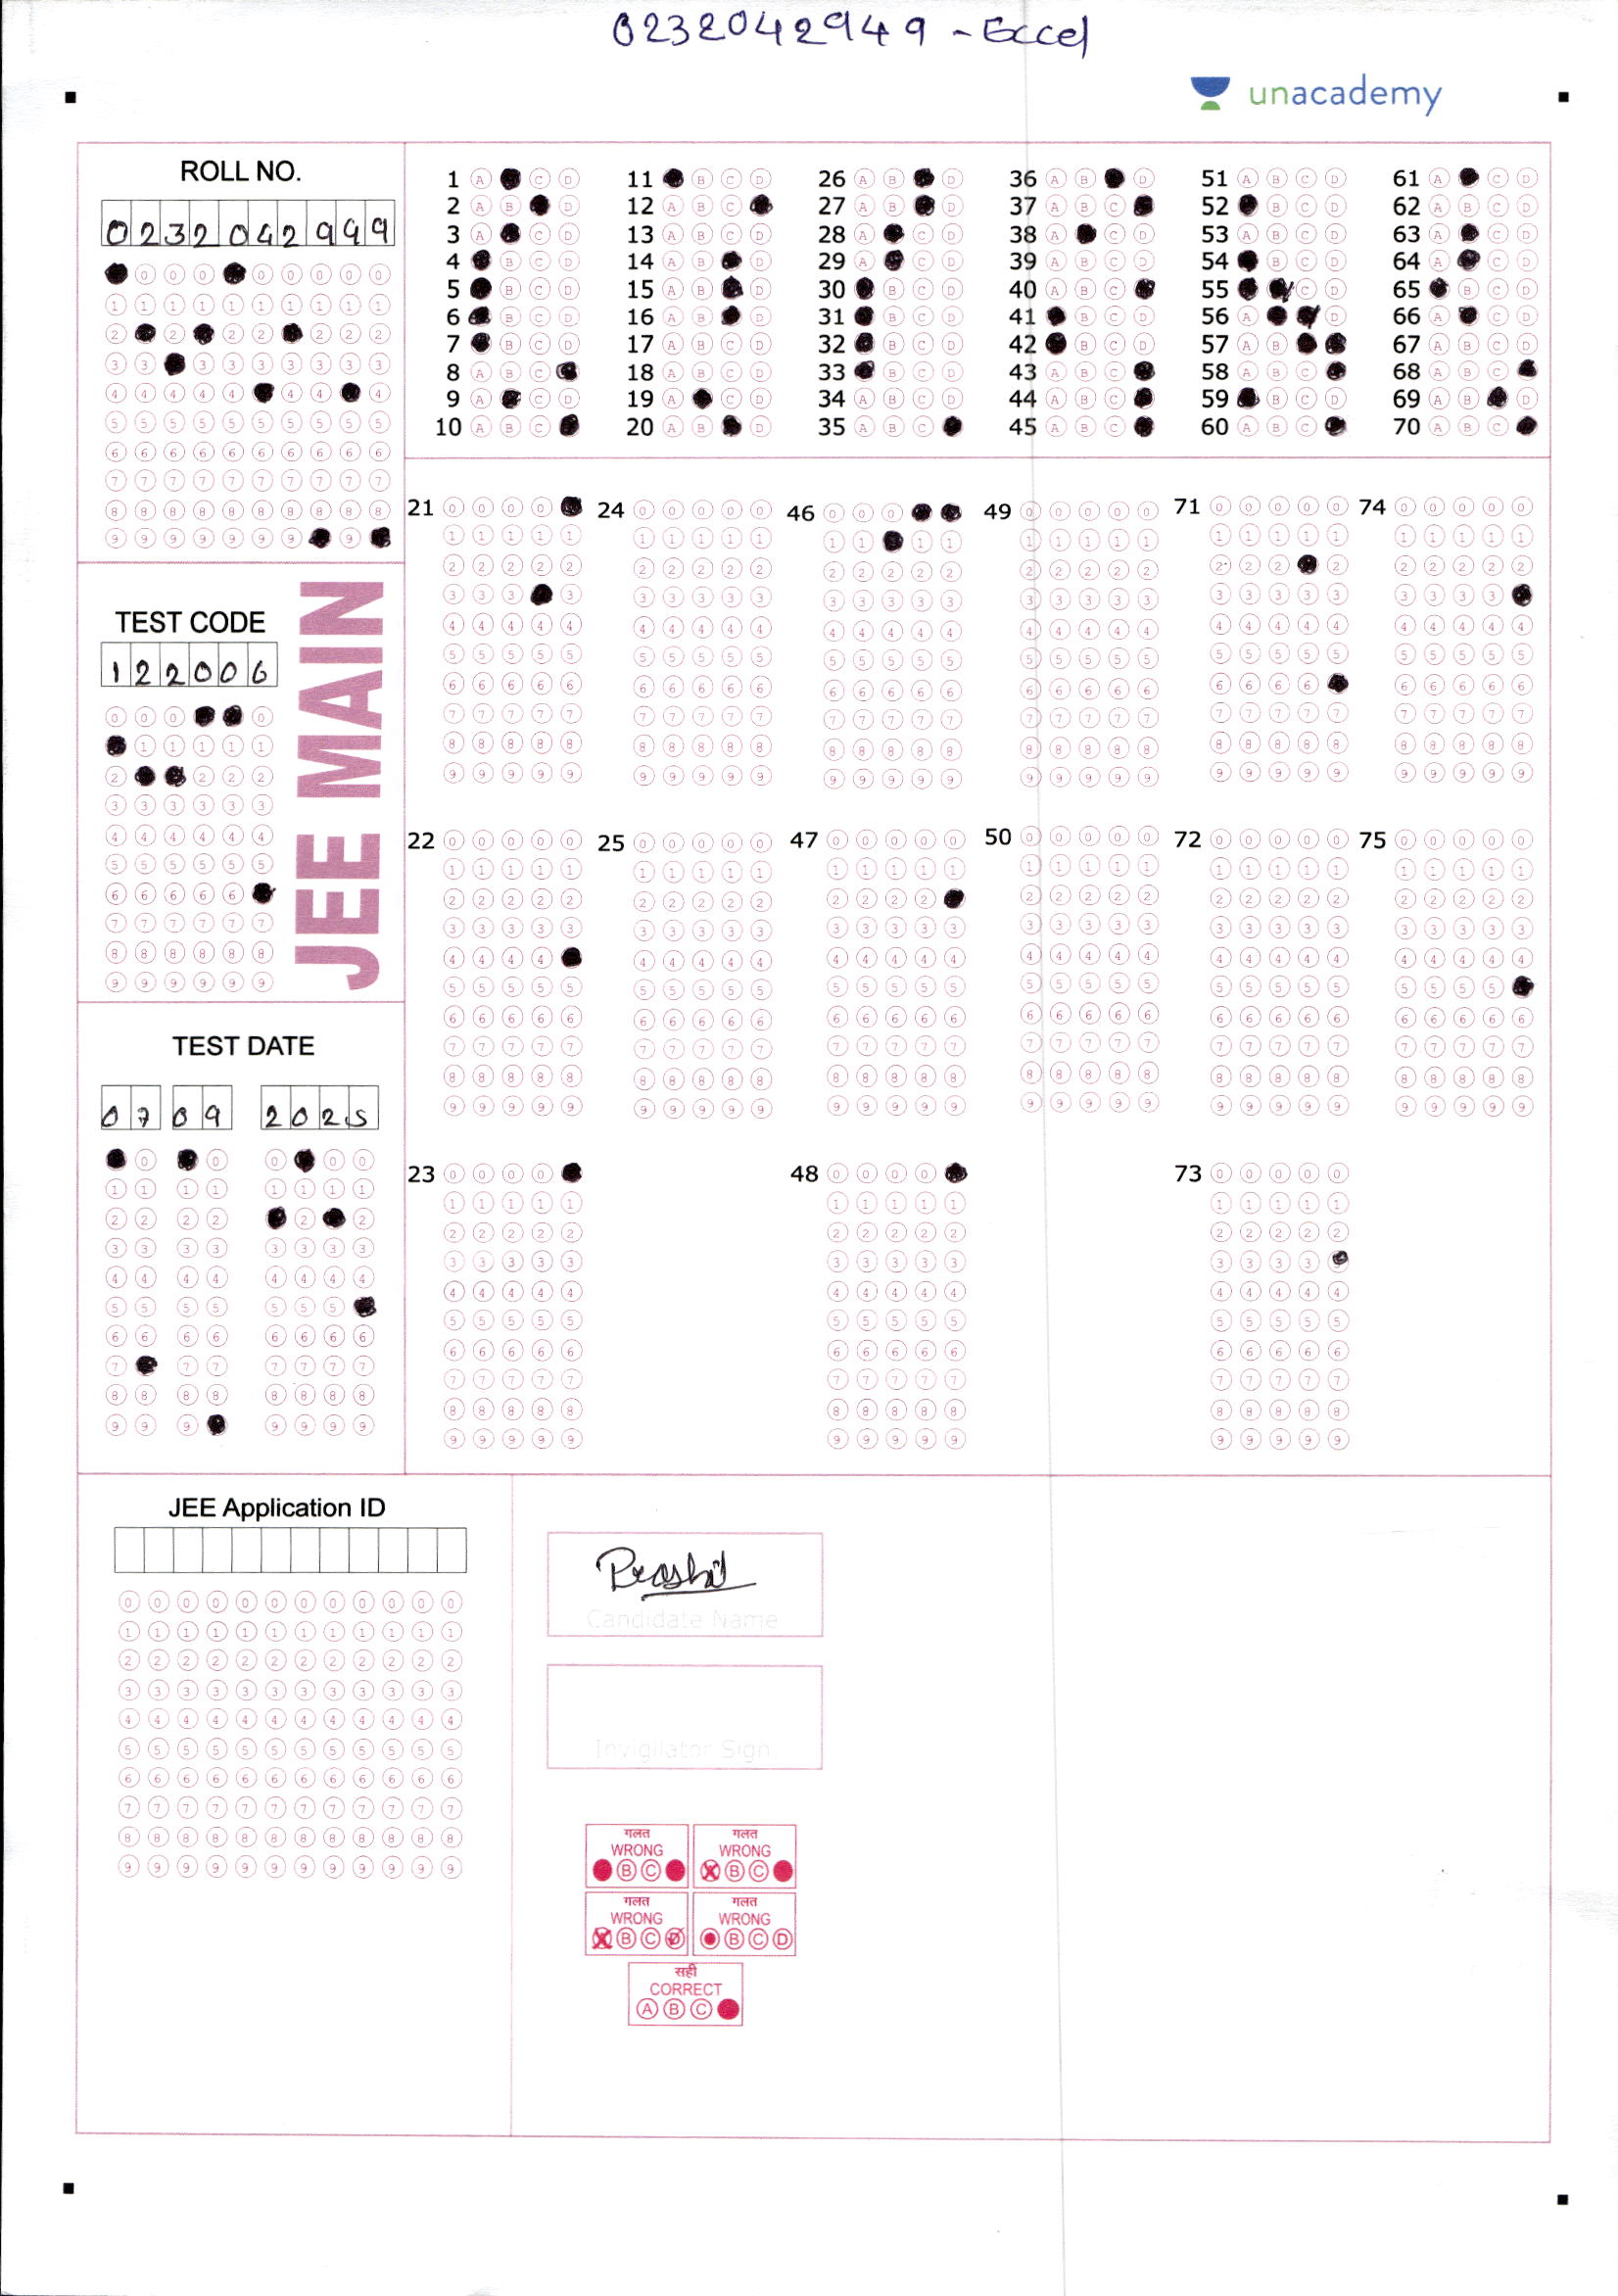 0232042949 - Eccel
unacademy
ROLL NO.
0232042949
TEST CODE
122006
JEE MAIN
TEST DATE
07 09 2025
1 A C D
2 A B D
3 A C D
4 B C D
5 B C D
6 B C D
7 B C D
8 A B C
9 A C D
10 A B C
11 B C D
12 A B C
13 A B C D
14 A B D
15 A B D
16 A B D
17 A B C D
18 A B C D
19 A C D
20 A B D
26 A B D
27 A B D
28 A C D
29 A C D
30 B C D
31 B C D
32 B C D
33 B C D
34 A B C D
35 A B C
36 A B D
37 A B C
38 A C D
39 A B C D
40 A B C
41 B C D
42 B C D
43 A B C
44 A B C
45 A B C
51 A B C D
52 B C D
53 A B C D
54 B C D
55 C D
56 A D
57 A B
58 A B C
59 B C D
60 A B C
61 A C D
62 A B C D
63 A C D
64 A C D
65 B C D
66 A C D
67 A B C D
68 A B C
69 A B D
70 A B C
21
24
46
49
71
74
22
25
47
50
72
75
23
48
73
JEE Application ID
Candidate Name
Invigilator Sign
गलत
WRONG
B C
गलत
WRONG
B C
गलत
WRONG
B C D
गलत
WRONG
B C D
सही
CORRECT
A B C